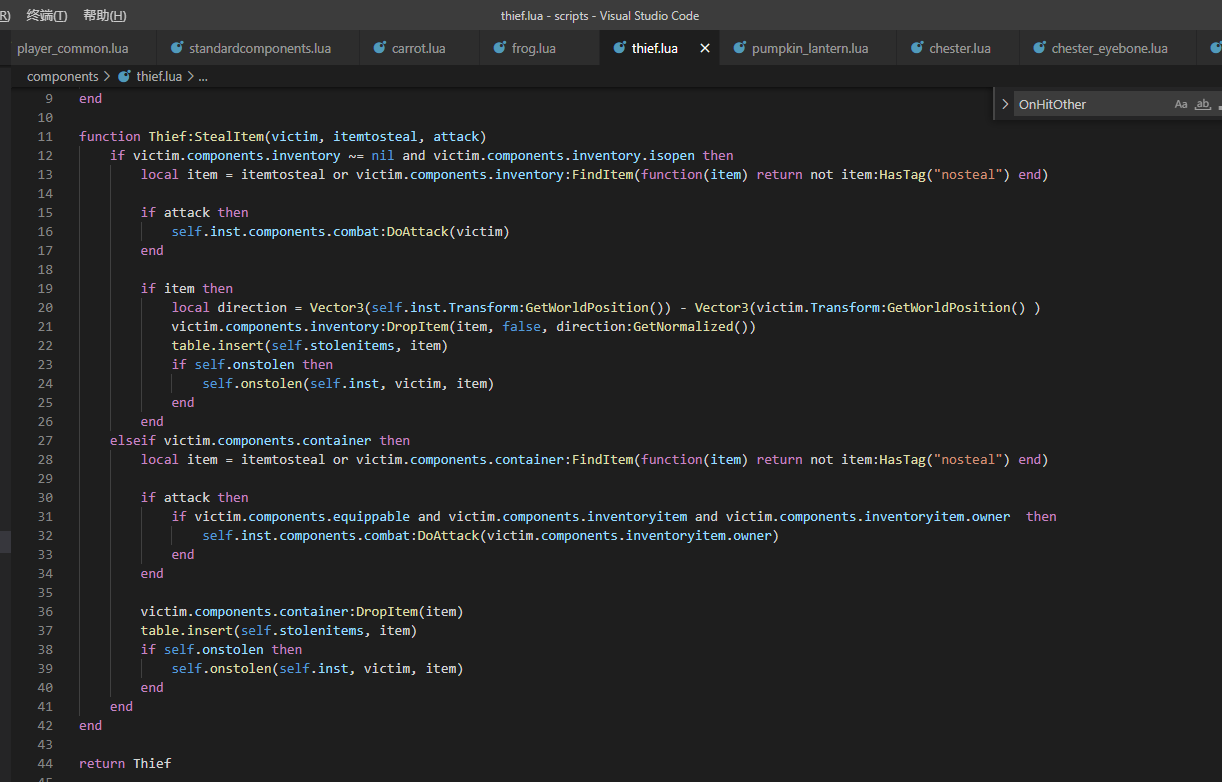 R) 终端(T) 帮助(H) thief.lua - scripts - Visual Studio Code
player_common.lua standardcomponents.lua carrot.lua frog.lua thief.lua pumpkin_lantern.lua chester.lua chester_eyebone.lua
components > thief.lua > ...
OnHitOther Aa ab
9 end
10
11 function Thief:StealItem(victim, itemtosteal, attack)
12 if victim.components.inventory ~= nil and victim.components.inventory.isopen then
13 local item = itemtosteal or victim.components.inventory:FindItem(function(item) return not item:HasTag("nosteal") end)
14
15 if attack then
16 self.inst.components.combat:DoAttack(victim)
17 end
18
19 if item then
20 local direction = Vector3(self.inst.Transform:GetWorldPosition()) - Vector3(victim.Transform:GetWorldPosition() )
21 victim.components.inventory:DropItem(item, false, direction:GetNormalized())
22 table.insert(self.stolenitems, item)
23 if self.onstolen then
24 self.onstolen(self.inst, victim, item)
25 end
26 end
27 elseif victim.components.container then
28 local item = itemtosteal or victim.components.container:FindItem(function(item) return not item:HasTag("nosteal") end)
29
30 if attack then
31 if victim.components.equippable and victim.components.inventoryitem and victim.components.inventoryitem.owner  then
32 self.inst.components.combat:DoAttack(victim.components.inventoryitem.owner)
33 end
34 end
35
36 victim.components.container:DropItem(item)
37 table.insert(self.stolenitems, item)
38 if self.onstolen then
39 self.onstolen(self.inst, victim, item)
40 end
41 end
42 end
43
44 return Thief